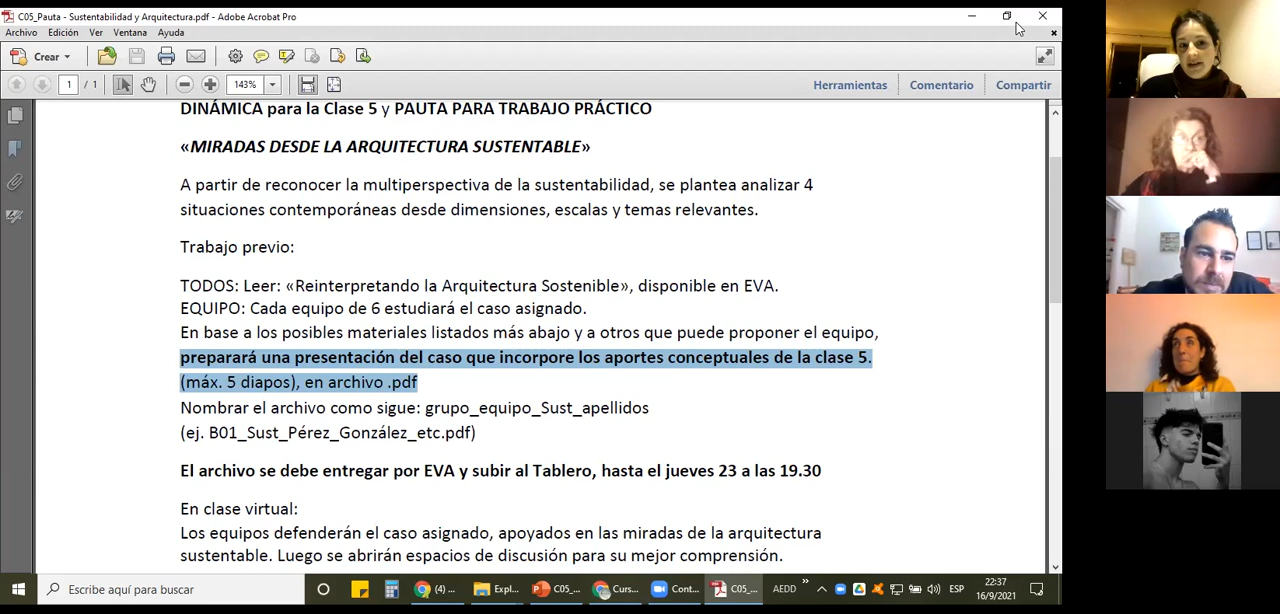 C05_Pauta - Sustentabilidad y Arquitectura.pdf - Adobe Acrobat Pro
Archivo Edición Ver Ventana Ayuda
Crear
1 / 1 143% Herramientas Comentario Compartir
DINÁMICA para la Clase 5 y PAUTA PARA TRABAJO PRÁCTICO
«MIRADAS DESDE LA ARQUITECTURA SUSTENTABLE»
A partir de reconocer la multiperspectiva de la sustentabilidad, se plantea analizar 4
situaciones contemporáneas desde dimensiones, escalas y temas relevantes.
Trabajo previo:
TODOS: Leer: «Reinterpretando la Arquitectura Sostenible», disponible en EVA.
EQUIPO: Cada equipo de 6 estudiará el caso asignado.
En base a los posibles materiales listados más abajo y a otros que puede proponer el equipo,
preparará una presentación del caso que incorpore los aportes conceptuales de la clase 5.
(máx. 5 diapos), en archivo .pdf
Nombrar el archivo como sigue: grupo_equipo_Sust_apellidos
(ej. B01_Sust_Pérez_González_etc.pdf)
El archivo se debe entregar por EVA y subir al Tablero, hasta el jueves 23 a las 19.30
En clase virtual:
Los equipos defenderán el caso asignado, apoyados en las miradas de la arquitectura
sustentable. Luego se abrirán espacios de discusión para su mejor comprensión.
Escribe aquí para buscar (4) ... Expl... C05_... Curs... Cont... C05_... AEDD » ESP 22:37
16/9/2021